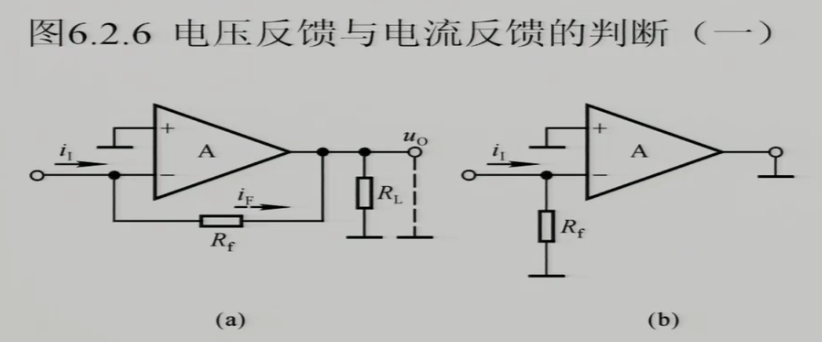 图6.2.6 电压反馈与电流反馈的判断（一）
+
A
−
i_I
i_F
R_f
R_L
u_O
(a)
+
A
−
i_I
R_f
(b)